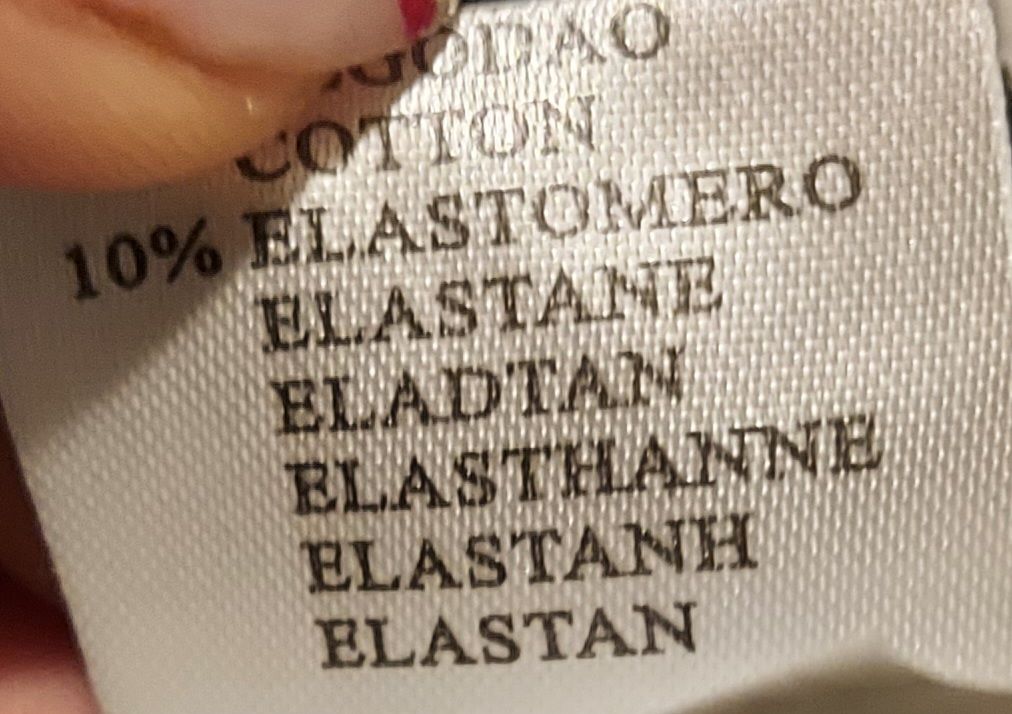 COTTON
10% ELASTOMERO
ELASTANE
ELADTAN
ELASTHANNE
ELASTANH
ELASTAN